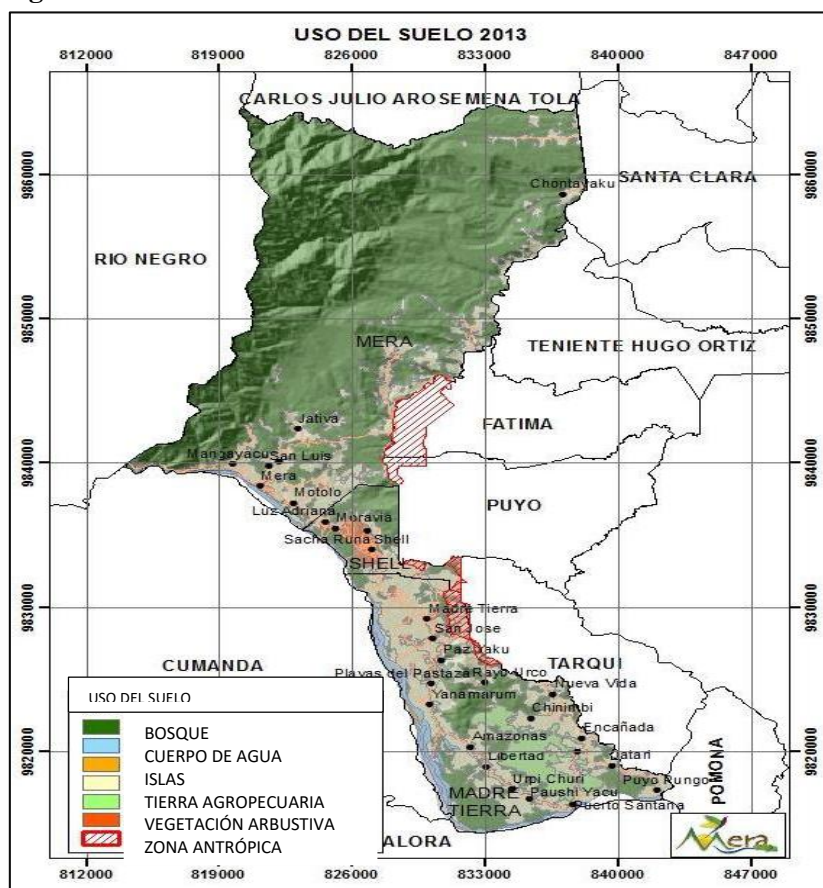 USO DEL SUELO 2013
812000 819000 826000 833000 840000 847000
CARLOS JULIO AROSEMENA TOLA
9860000 9860000
SANTA CLARA
Chontayaku
RIO NEGRO
9850000 9850000
MERA
TENIENTE HUGO ORTIZ
Jativa
FATIMA
9840000 9840000
Mangayacu San Luis
Mera
Motolo
PUYO
Luz Adriana Moravia
Sacha Runa Shell
SHELL
9830000 9830000
Madre Tierra
San Jose
TARQUI
CUMANDA
Paz Yaku
Playas del Pastaza Rayo Urco
Nueva Vida
Yanamarum
Chinimbi
Encañada
Amazonas
9820000 9820000
Libertad
Qatari
Urpi Churi
Puyo Pungo
Paushi Yacu
MADRE
TIERRA
Puerto Santana
POMONA
ALORA
Mera
USO DEL SUELO
BOSQUE
CUERPO DE AGUA
ISLAS
TIERRA AGROPECUARIA
VEGETACIÓN ARBUSTIVA
ZONA ANTRÓPICA
812000 819000 826000 833000 840000 847000